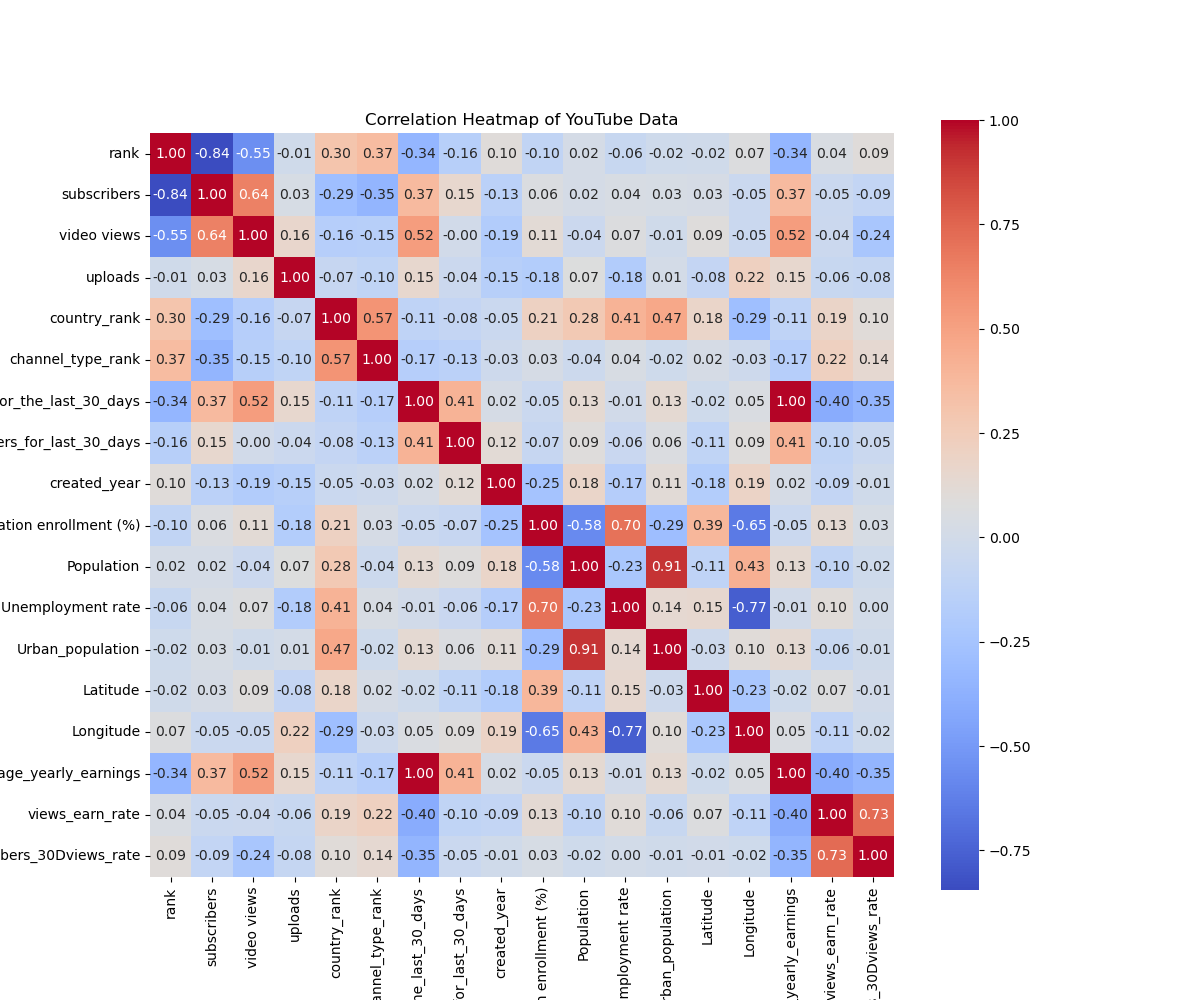 Correlation Heatmap of YouTube Data
rank 1.00 -0.84 -0.55 -0.01 0.30 0.37 -0.34 -0.16 0.10 -0.10 0.02 -0.06 -0.02 -0.02 0.07 -0.34 0.04 0.09
subscribers -0.84 1.00 0.64 0.03 -0.29 -0.35 0.37 0.15 -0.13 0.06 0.02 0.04 0.03 0.03 -0.05 0.37 -0.05 -0.09
video views -0.55 0.64 1.00 0.16 -0.16 -0.15 0.52 -0.00 -0.19 0.11 -0.04 0.07 -0.01 0.09 -0.05 0.52 -0.04 -0.24
uploads -0.01 0.03 0.16 1.00 -0.07 -0.10 0.15 -0.04 -0.15 -0.18 0.07 -0.18 0.01 -0.08 0.22 0.15 -0.06 -0.08
country_rank 0.30 -0.29 -0.16 -0.07 1.00 0.57 -0.11 -0.08 -0.05 0.21 0.28 0.41 0.47 0.18 -0.29 -0.11 0.19 0.10
channel_type_rank 0.37 -0.35 -0.15 -0.10 0.57 1.00 -0.17 -0.13 -0.03 0.03 -0.04 0.04 -0.02 0.02 -0.03 -0.17 0.22 0.14
or_the_last_30_days -0.34 0.37 0.52 0.15 -0.11 -0.17 1.00 0.41 0.02 -0.05 0.13 -0.01 0.13 -0.02 0.05 1.00 -0.40 -0.35
ers_for_last_30_days -0.16 0.15 -0.00 -0.04 -0.08 -0.13 0.41 1.00 0.12 -0.07 0.09 -0.06 0.06 -0.11 0.09 0.41 -0.10 -0.05
created_year 0.10 -0.13 -0.19 -0.15 -0.05 -0.03 0.02 0.12 1.00 -0.25 0.18 -0.17 0.11 -0.18 0.19 0.02 -0.09 -0.01
ation enrollment (%) -0.10 0.06 0.11 -0.18 0.21 0.03 -0.05 -0.07 -0.25 1.00 -0.58 0.70 -0.29 0.39 -0.65 -0.05 0.13 0.03
Population 0.02 0.02 -0.04 0.07 0.28 -0.04 0.13 0.09 0.18 -0.58 1.00 -0.23 0.91 -0.11 0.43 0.13 -0.10 -0.02
Unemployment rate -0.06 0.04 0.07 -0.18 0.41 0.04 -0.01 -0.06 -0.17 0.70 -0.23 1.00 0.14 0.15 -0.77 -0.01 0.10 0.00
Urban_population -0.02 0.03 -0.01 0.01 0.47 -0.02 0.13 0.06 0.11 -0.29 0.91 0.14 1.00 -0.03 0.10 0.13 -0.06 -0.01
Latitude -0.02 0.03 0.09 -0.08 0.18 0.02 -0.02 -0.11 -0.18 0.39 -0.11 0.15 -0.03 1.00 -0.23 -0.02 0.07 -0.01
Longitude 0.07 -0.05 -0.05 0.22 -0.29 -0.03 0.05 0.09 0.19 -0.65 0.43 -0.77 0.10 -0.23 1.00 0.05 -0.11 -0.02
age_yearly_earnings -0.34 0.37 0.52 0.15 -0.11 -0.17 1.00 0.41 0.02 -0.05 0.13 -0.01 0.13 -0.02 0.05 1.00 -0.40 -0.35
views_earn_rate 0.04 -0.05 -0.04 -0.06 0.19 0.22 -0.40 -0.10 -0.09 0.13 -0.10 0.10 -0.06 0.07 -0.11 -0.40 1.00 0.73
bers_30Dviews_rate 0.09 -0.09 -0.24 -0.08 0.10 0.14 -0.35 -0.05 -0.01 0.03 -0.02 0.00 -0.01 -0.01 -0.02 -0.35 0.73 1.00
rank
subscribers
video views
uploads
country_rank
annel_type_rank
ne_last_30_days
or_last_30_days
created_year
n enrollment (%)
Population
mployment rate
rban_population
Latitude
Longitude
yearly_earnings
views_earn_rate
s_30Dviews_rate
1.00
0.75
0.50
0.25
0.00
−0.25
−0.50
−0.75